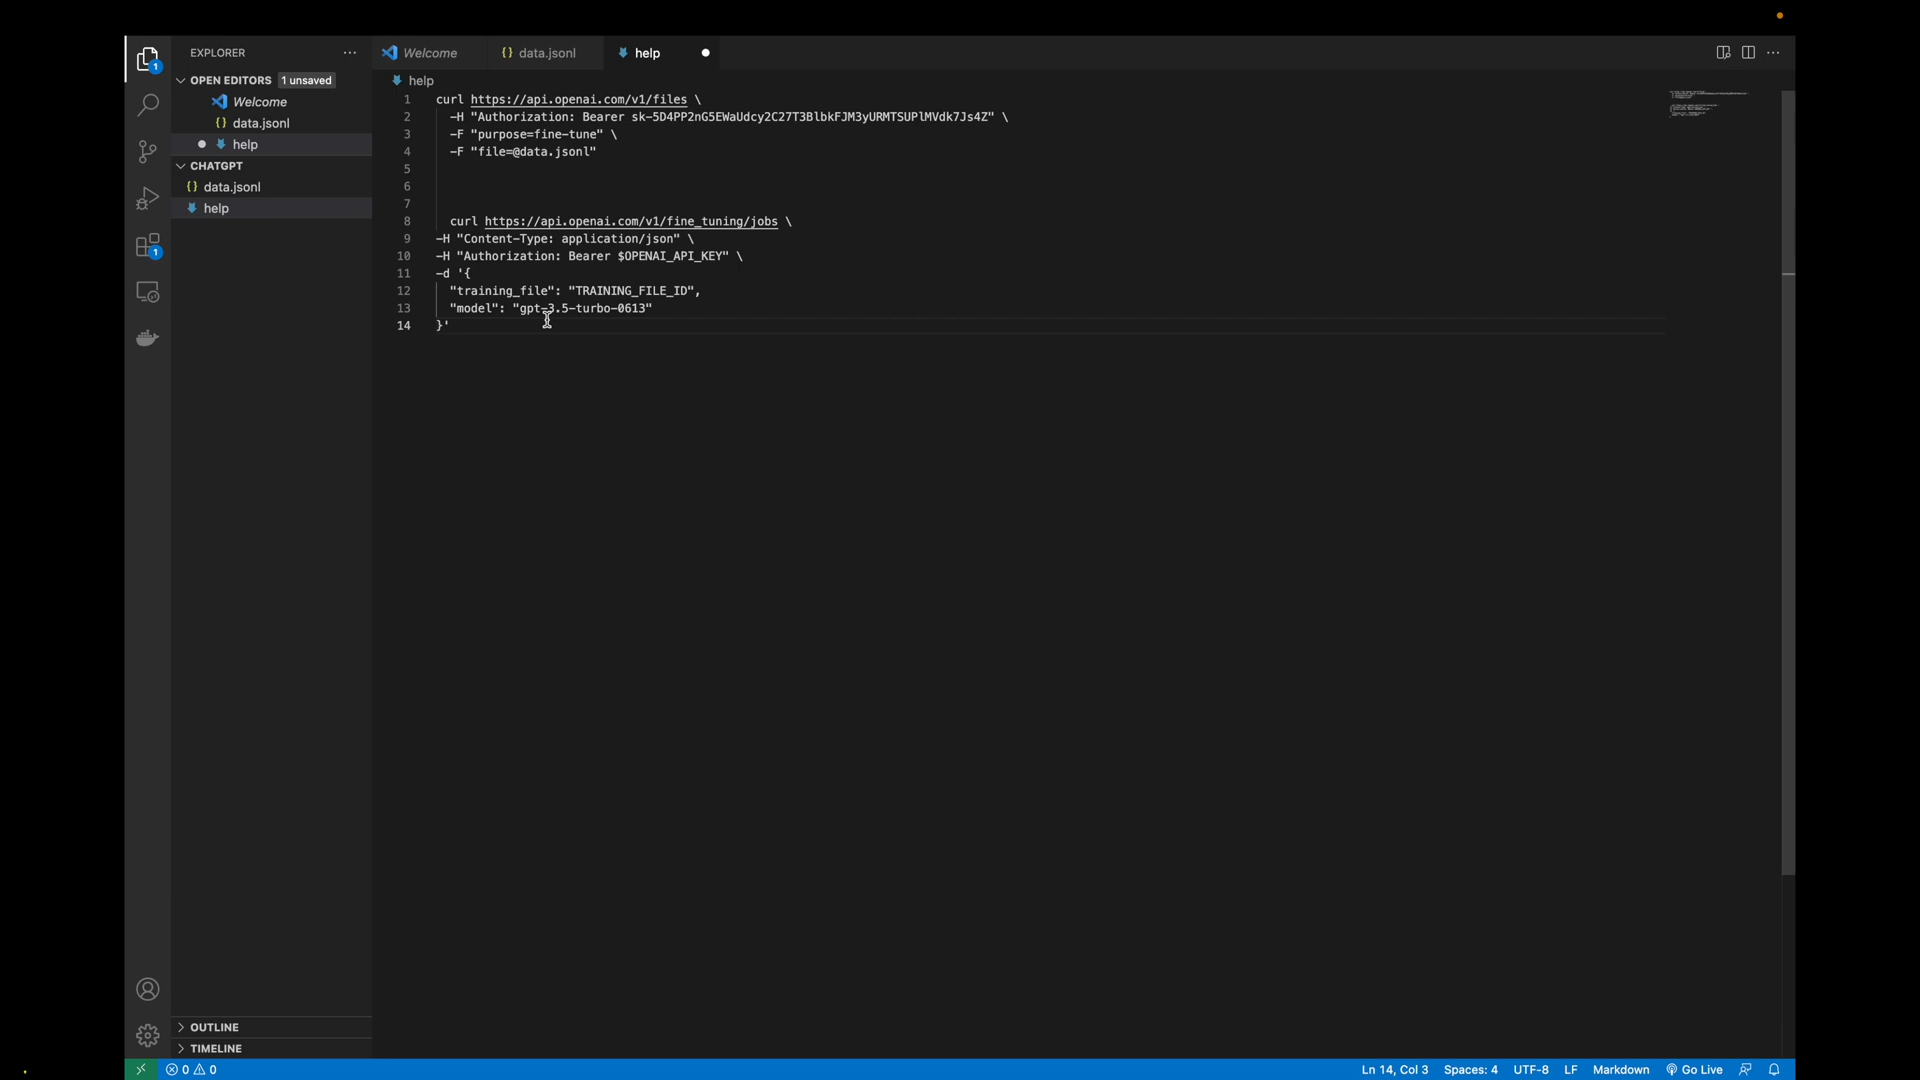 EXPLORER
OPEN EDITORS 1 unsaved
Welcome
data.jsonl
help
CHATGPT
data.jsonl
help
OUTLINE
TIMELINE
Welcome
data.jsonl
help
help
1 curl https://api.openai.com/v1/files \
2 -H "Authorization: Bearer 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" \
3 -F "purpose=fine-tune" \
4 -F "file=@data.jsonl"
5
6
7
8 curl https://api.openai.com/v1/fine_tuning/jobs \
9 -H "Content-Type: application/json" \
10 -H "Authorization: Bearer $OPENAI_API_KEY" \
11 -d '{
12 "training_file": "TRAINING_FILE_ID",
13 "model": "gpt-3.5-turbo-0613"
14 }'
1
1
0 0
Ln 14, Col 3 Spaces: 4 UTF-8 LF Markdown Go Live